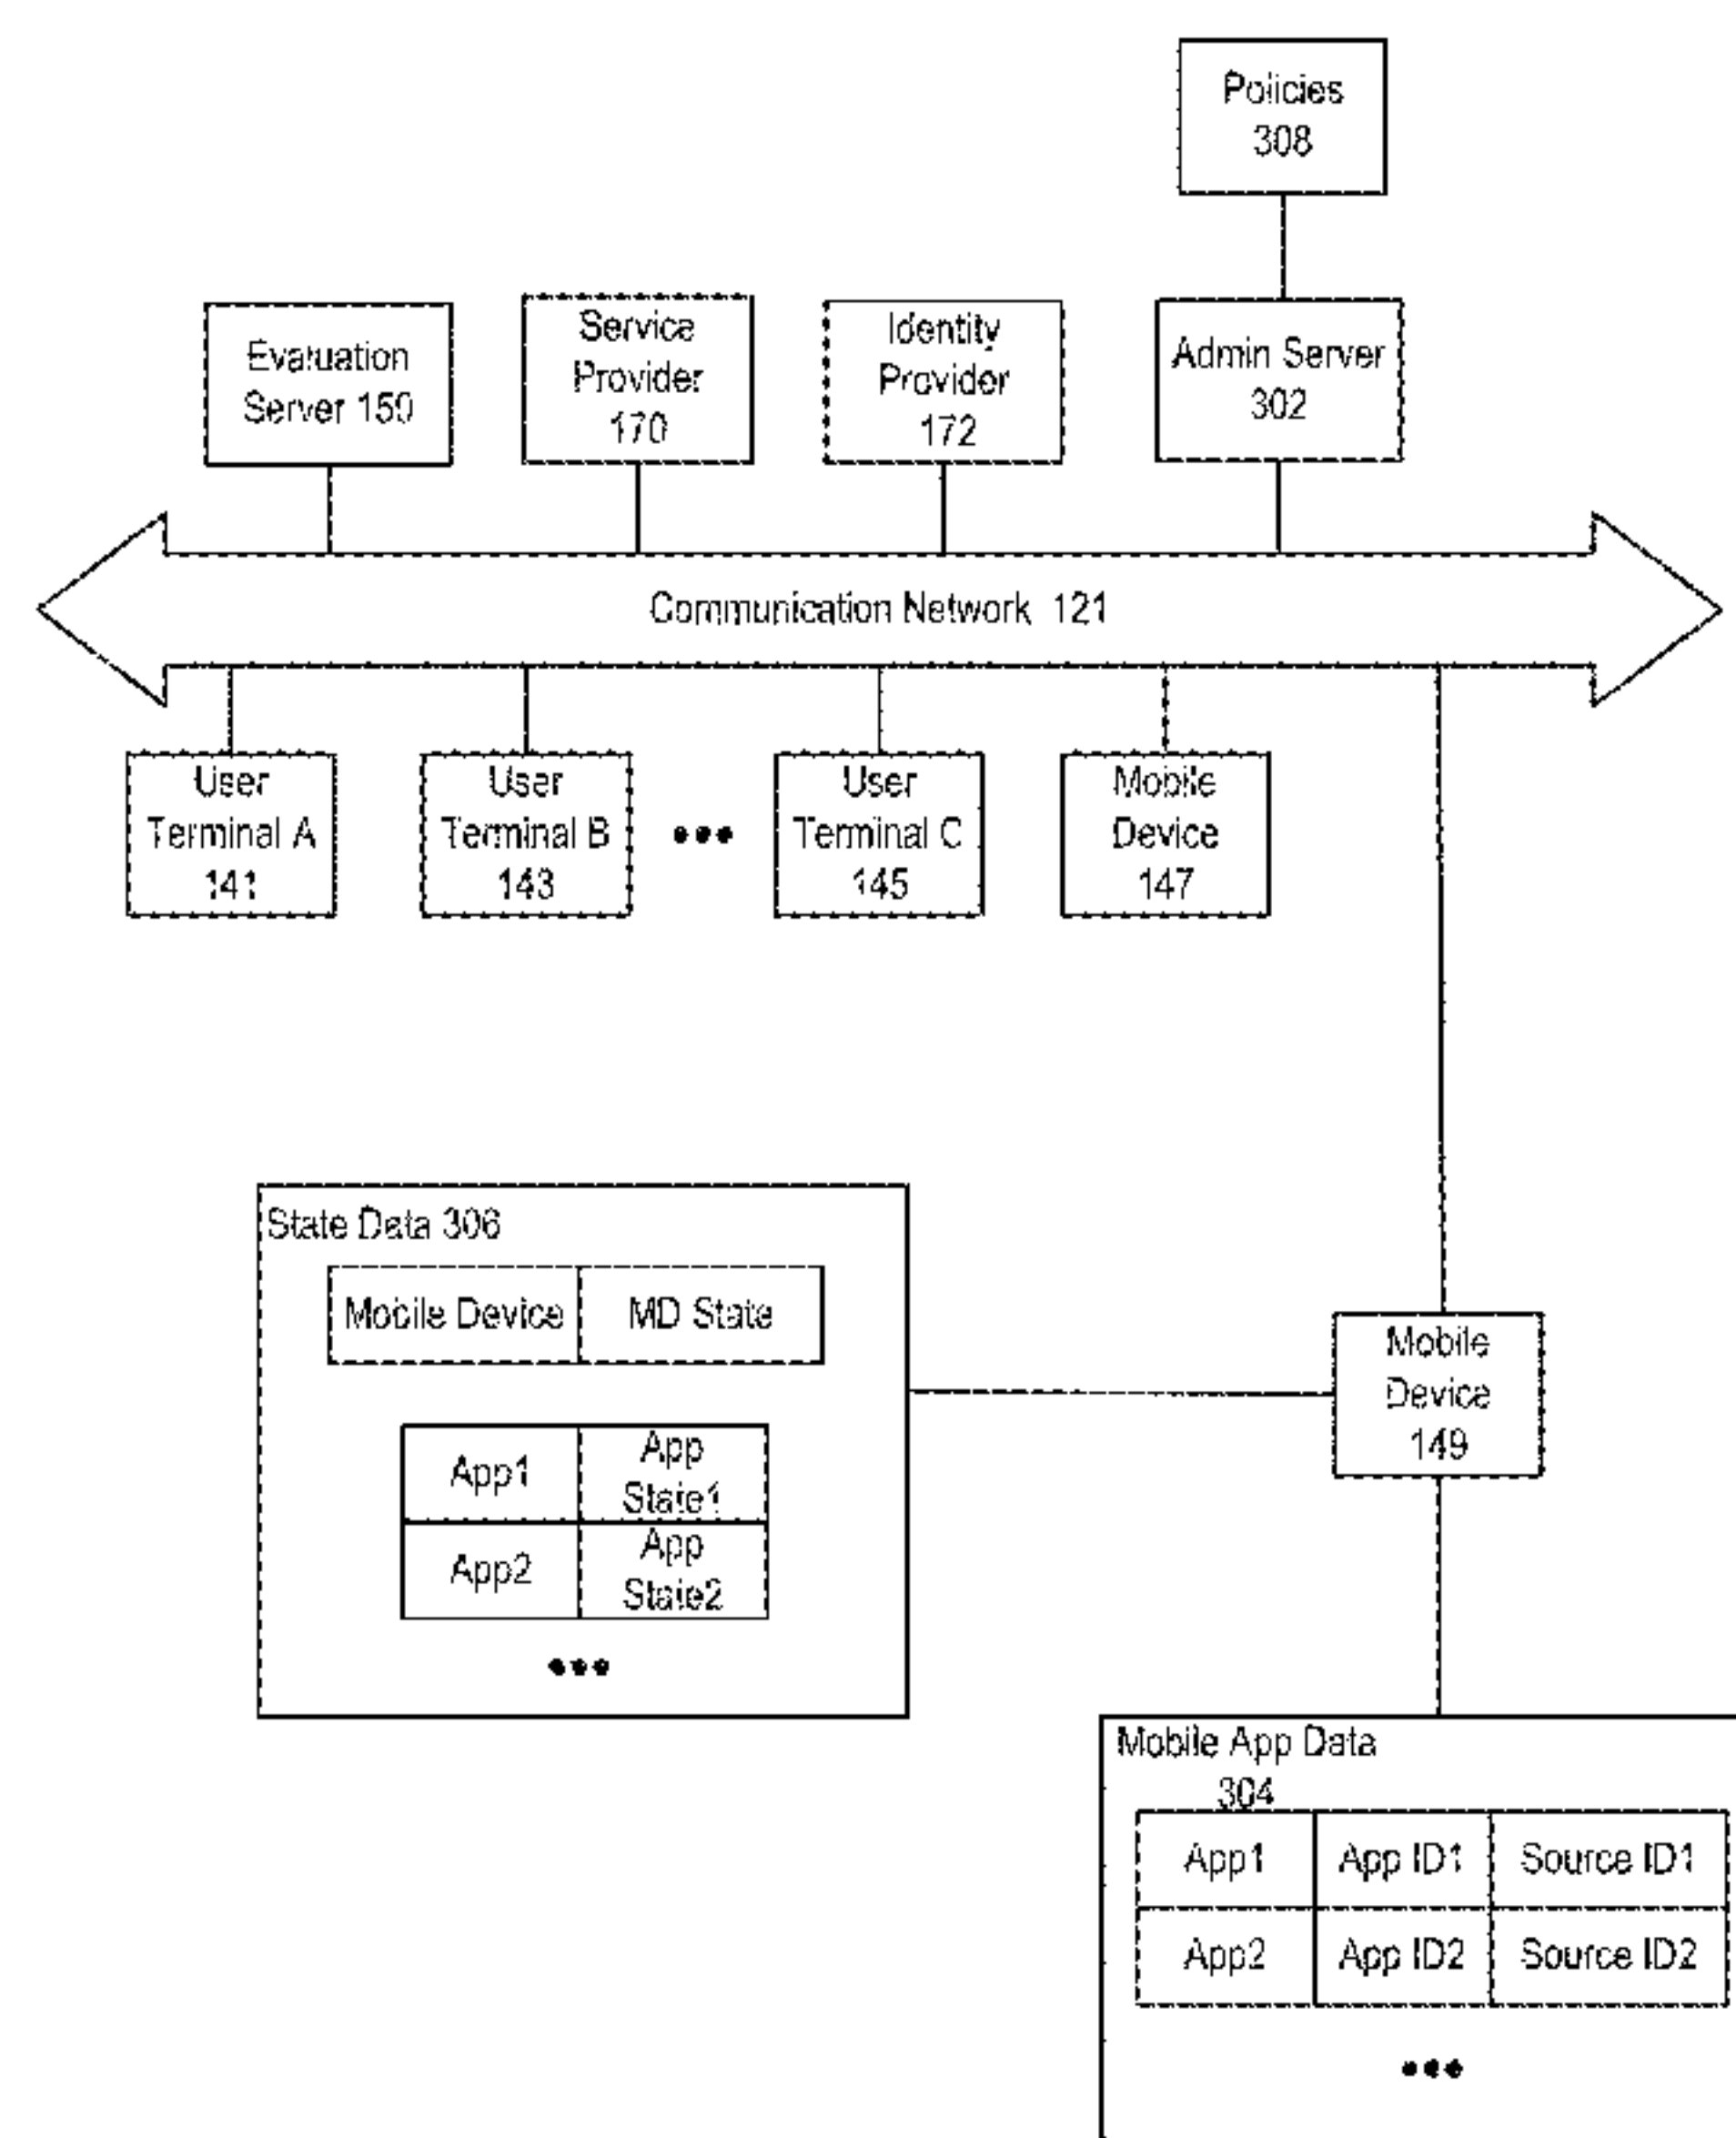 Policies
308
Evaluation
Server 150
Service
Provider
170
Identity
Provider
172
Admin Server
302
Communication Network 121
User
Terminal A
141
User
Terminal B
143
•••
User
Terminal C
145
Mobile
Device
147
State Data 306
Mobile Device
MD State
App1
App
State1
App2
App
State2
•••
Mobile
Device
149
Mobile App Data
304
App1
App ID1
Source ID1
App2
App ID2
Source ID2
•••